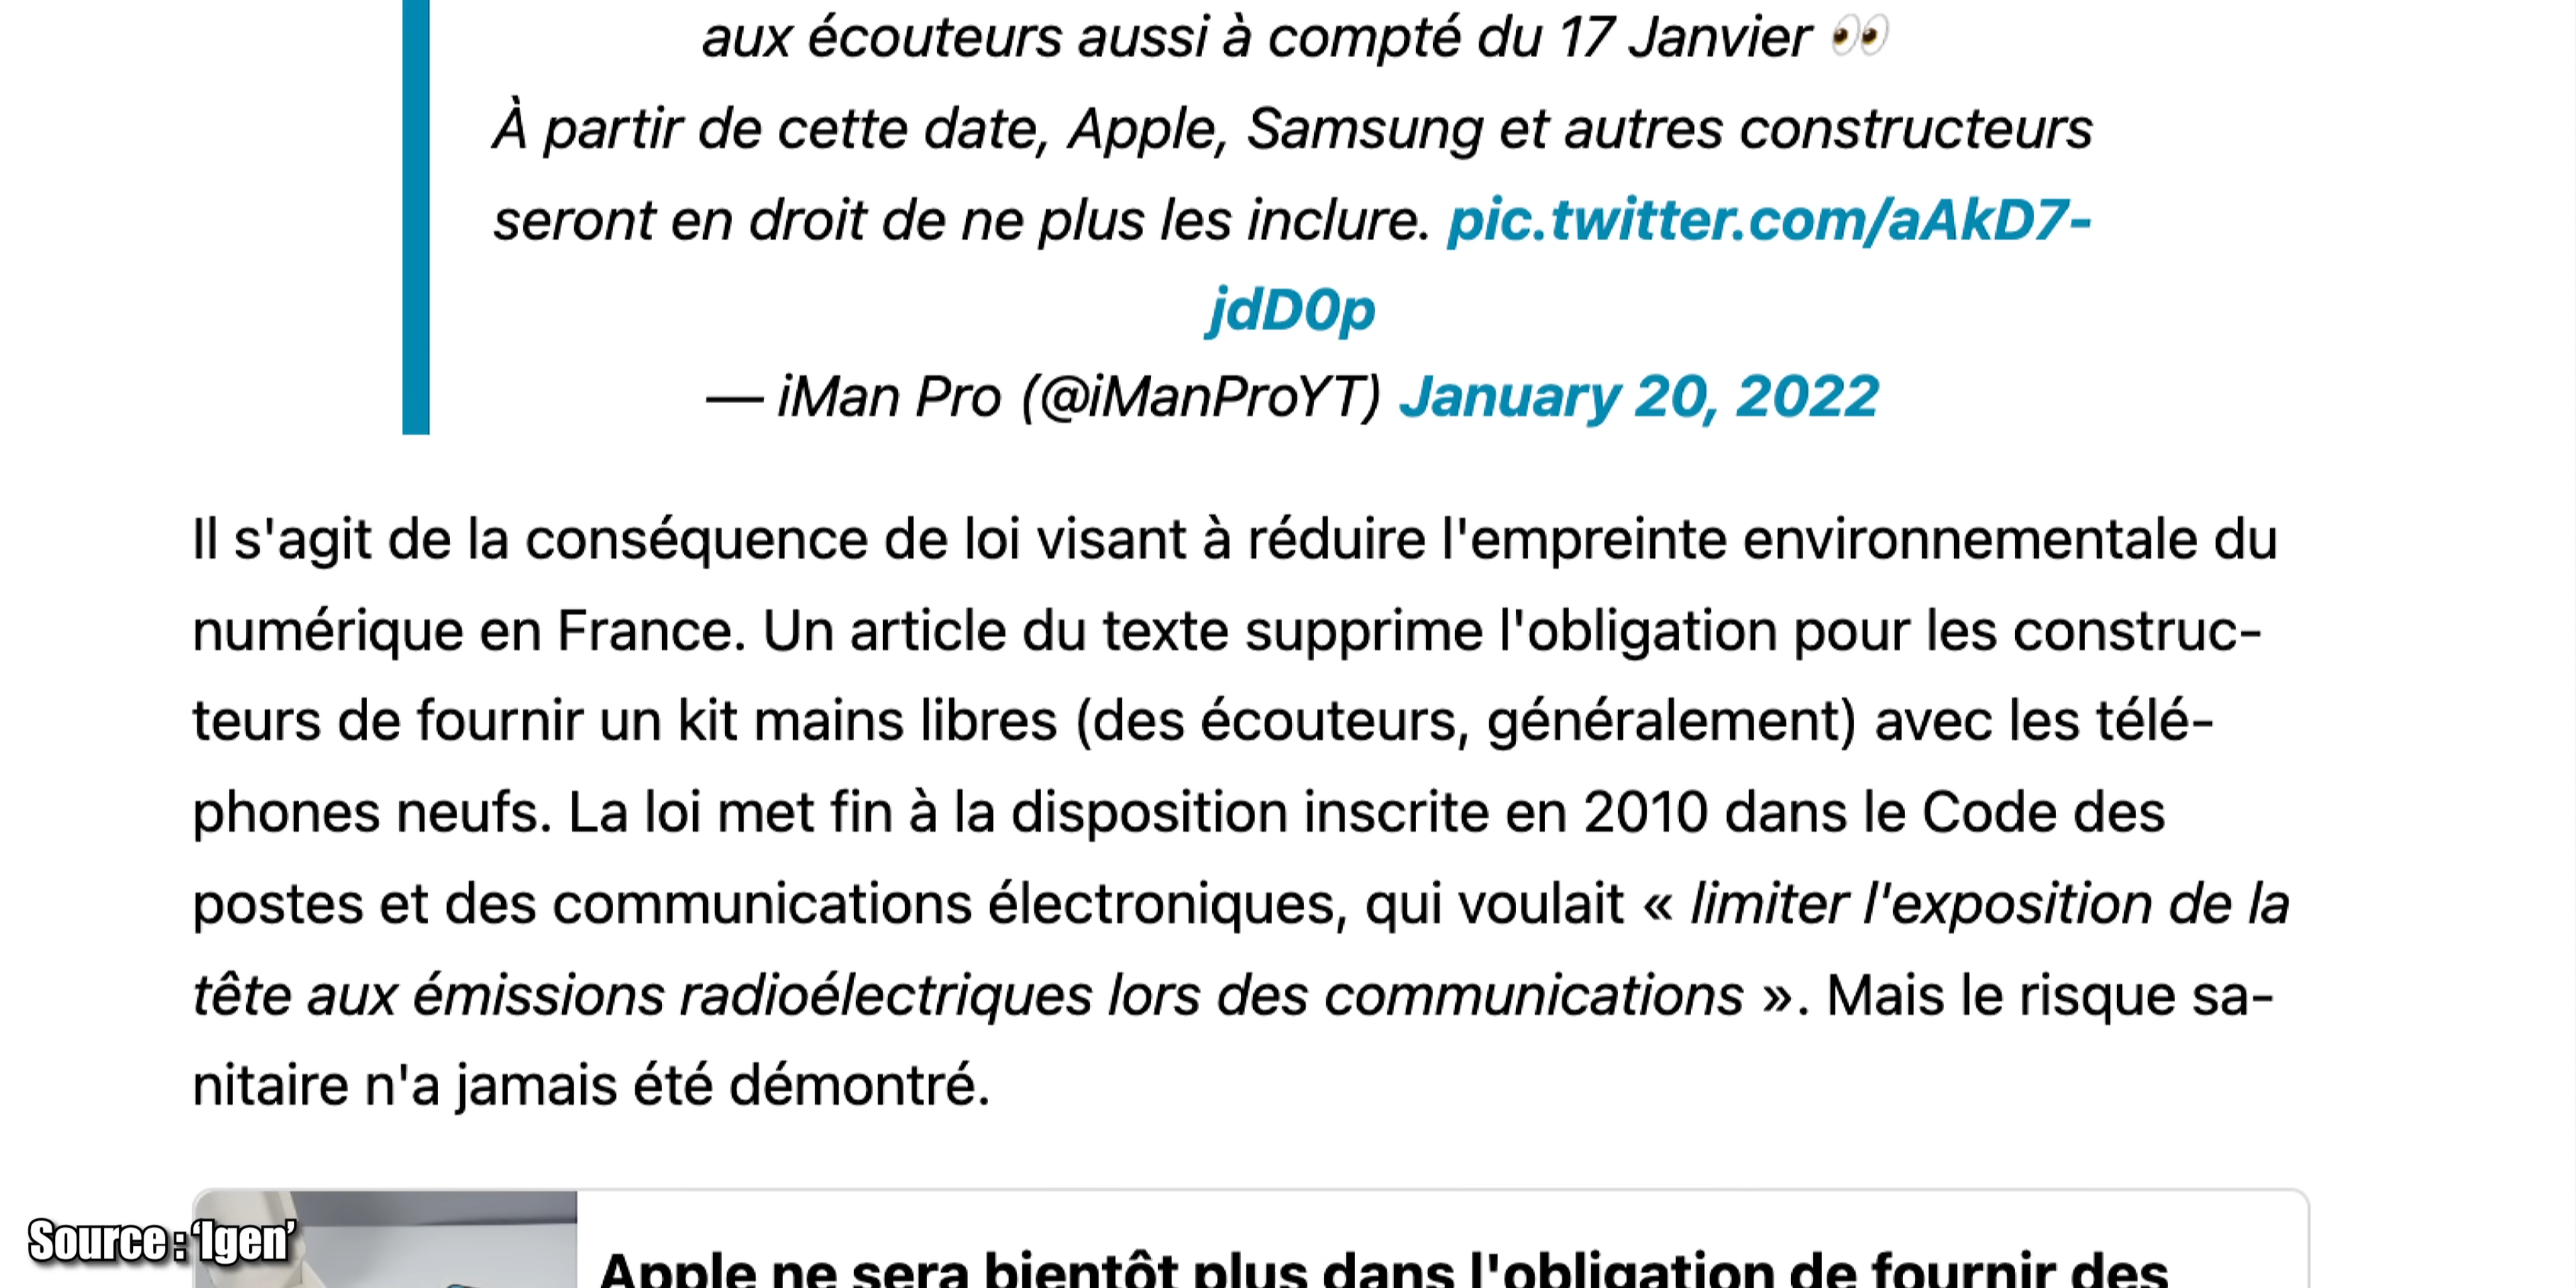 aux écouteurs aussi à compté du 17 Janvier 👀
À partir de cette date, Apple, Samsung et autres constructeurs
seront en droit de ne plus les inclure. pic.twitter.com/aAkD7-
jdD0p
— iMan Pro (@iManProYT) January 20, 2022
Il s'agit de la conséquence de loi visant à réduire l'empreinte environnementale du
numérique en France. Un article du texte supprime l'obligation pour les construc-
teurs de fournir un kit mains libres (des écouteurs, généralement) avec les télé-
phones neufs. La loi met fin à la disposition inscrite en 2010 dans le Code des
postes et des communications électroniques, qui voulait « limiter l'exposition de la
tête aux émissions radioélectriques lors des communications ». Mais le risque sa-
nitaire n'a jamais été démontré.
Source : 'Igen'
Apple ne sera bientôt plus dans l'obligation de fournir des